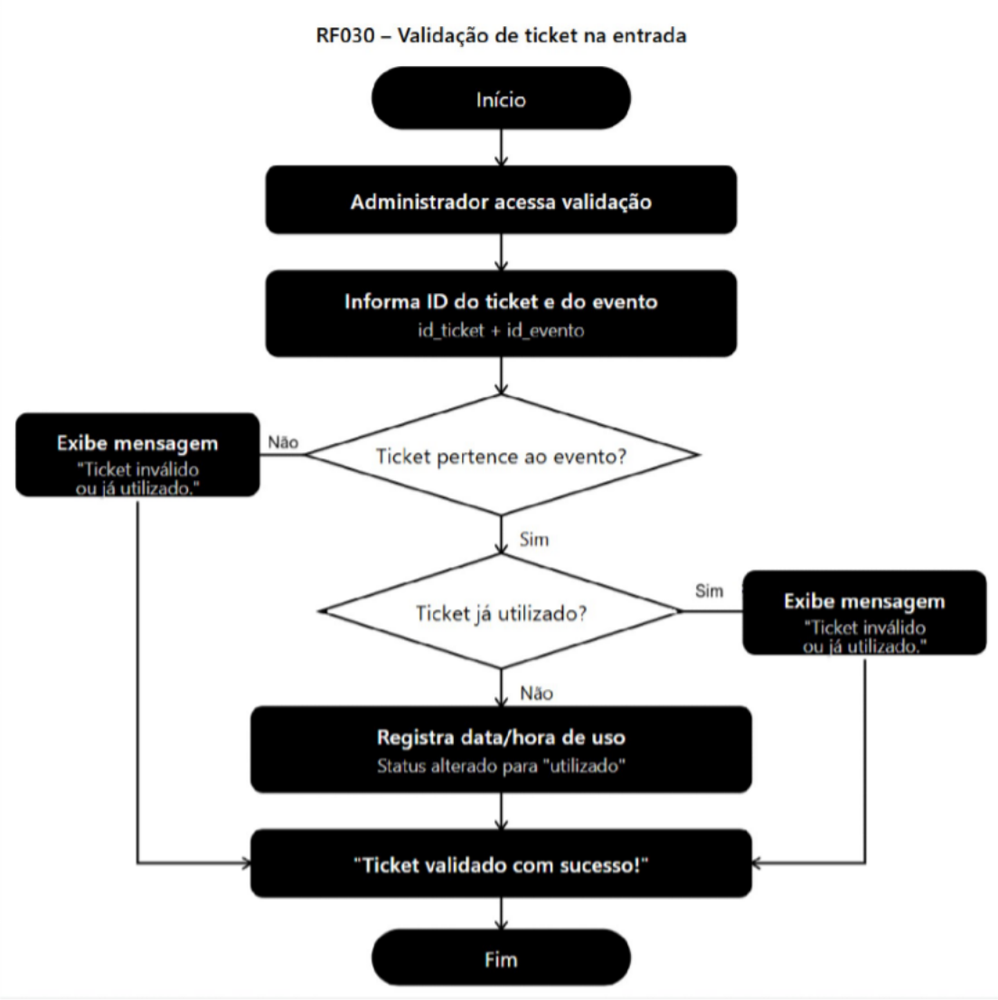 RF030 – Validação de ticket na entrada
Início
Administrador acessa validação
Informa ID do ticket e do evento
id_ticket + id_evento
Ticket pertence ao evento?
Não
Exibe mensagem
"Ticket inválido
ou já utilizado."
Sim
Ticket já utilizado?
Sim
Exibe mensagem
"Ticket inválido
ou já utilizado."
Não
Registra data/hora de uso
Status alterado para "utilizado"
"Ticket validado com sucesso!"
Fim